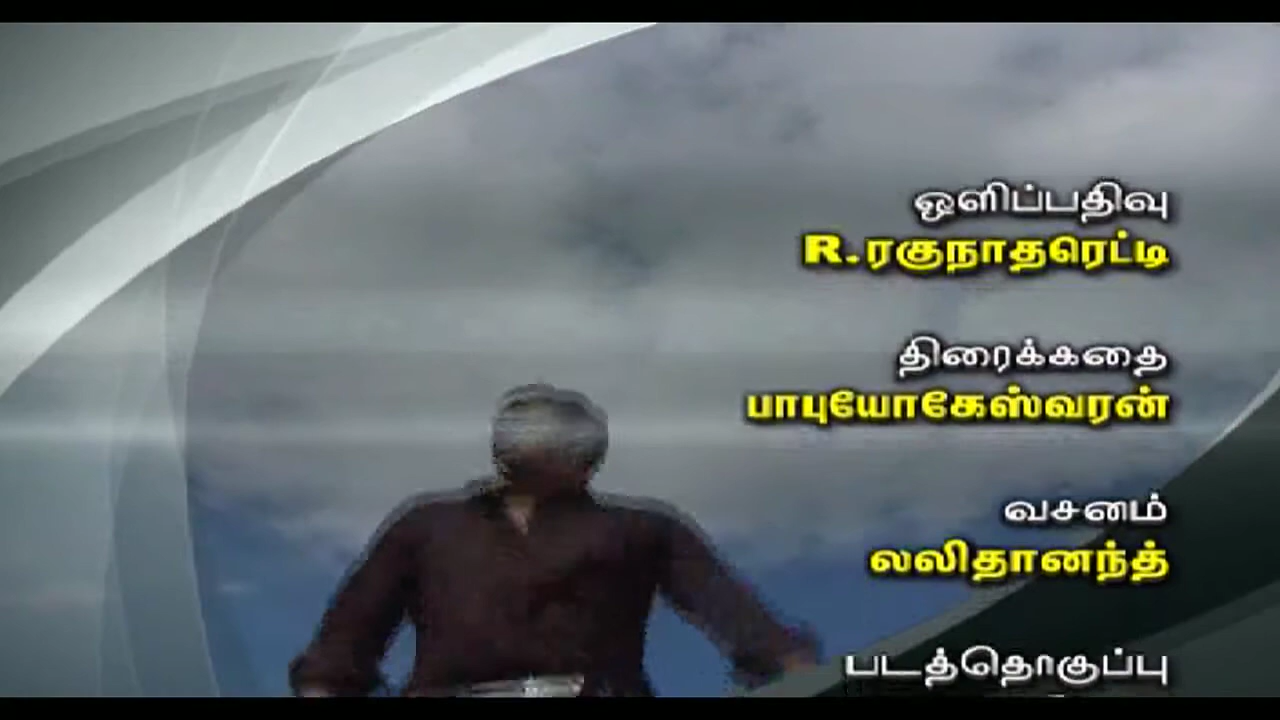 ஒளிப்பதிவு
R.ரகுநாதரெட்டி
திரைக்கதை
பாபுயோகேஸ்வரன்
வசனம்
லலிதானந்த்
படத்தொகுப்பு